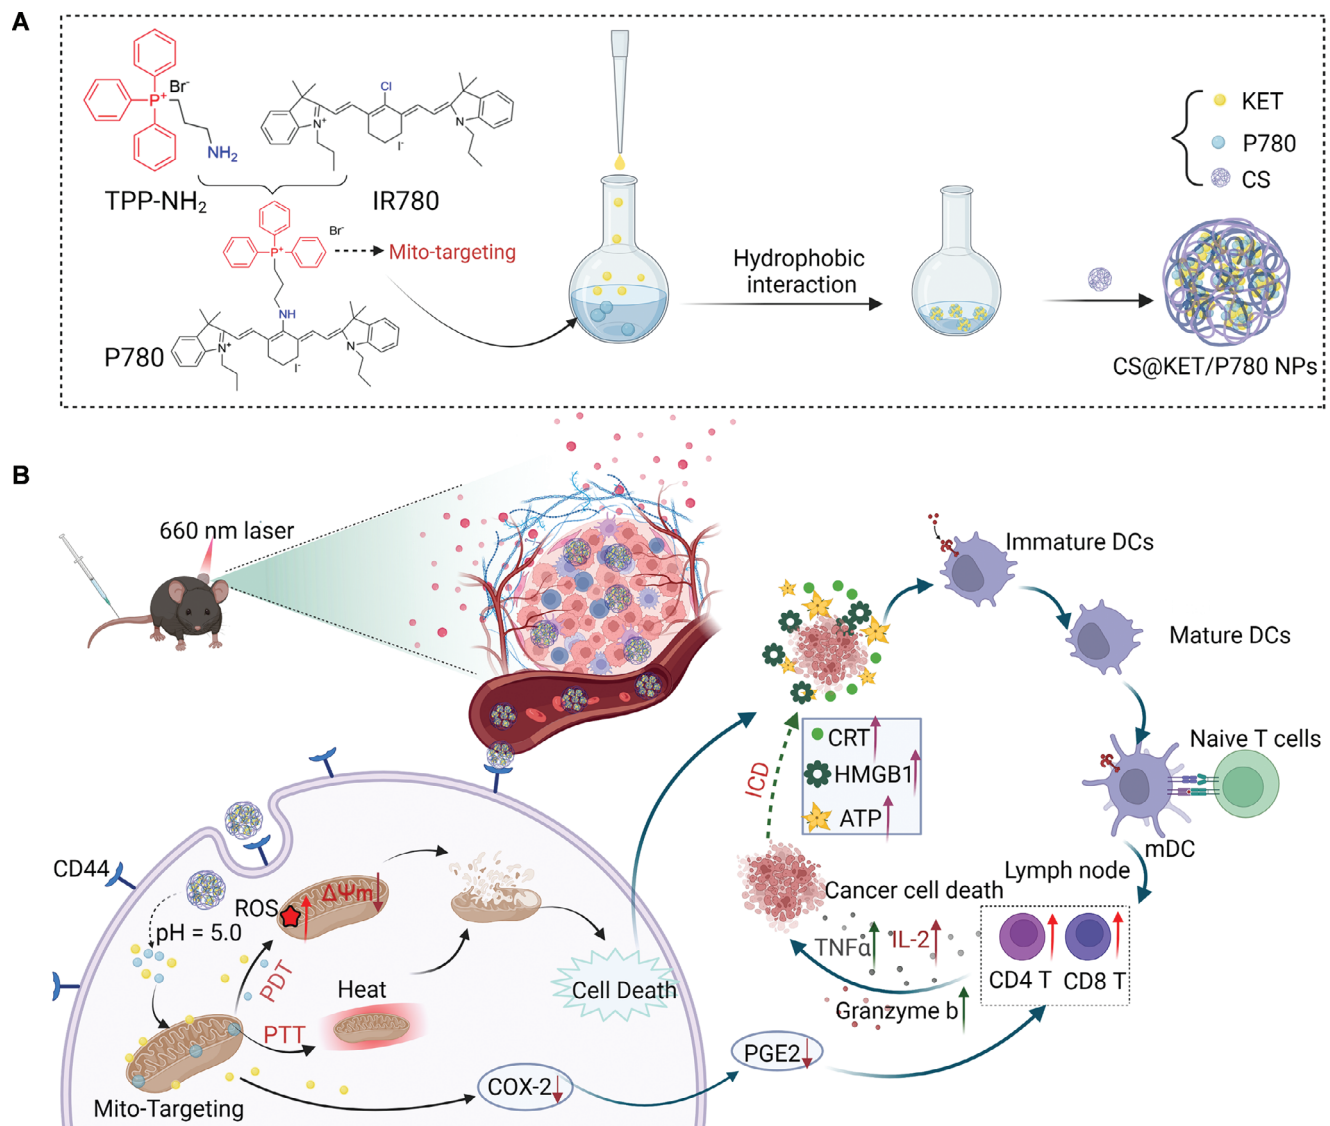 A
Br-
P+
NH2
TPP-NH2
Cl
N+
N
I-
IR780
Br-
P+
Mito-targeting
NH
N+
N
I-
P780
Hydrophobic
interaction
KET
P780
CS
CS@KET/P780 NPs
B
660 nm laser
Immature DCs
Mature DCs
Naive T cells
mDC
Lymph node
CD4 T
CD8 T
CRT
HMGB1
ATP
ICD
Cancer cell death
TNFα
IL-2
Granzyme b
CD44
pH = 5.0
ROS
ΔΨm
PDT
PTT
Heat
Cell Death
Mito-Targeting
COX-2
PGE2